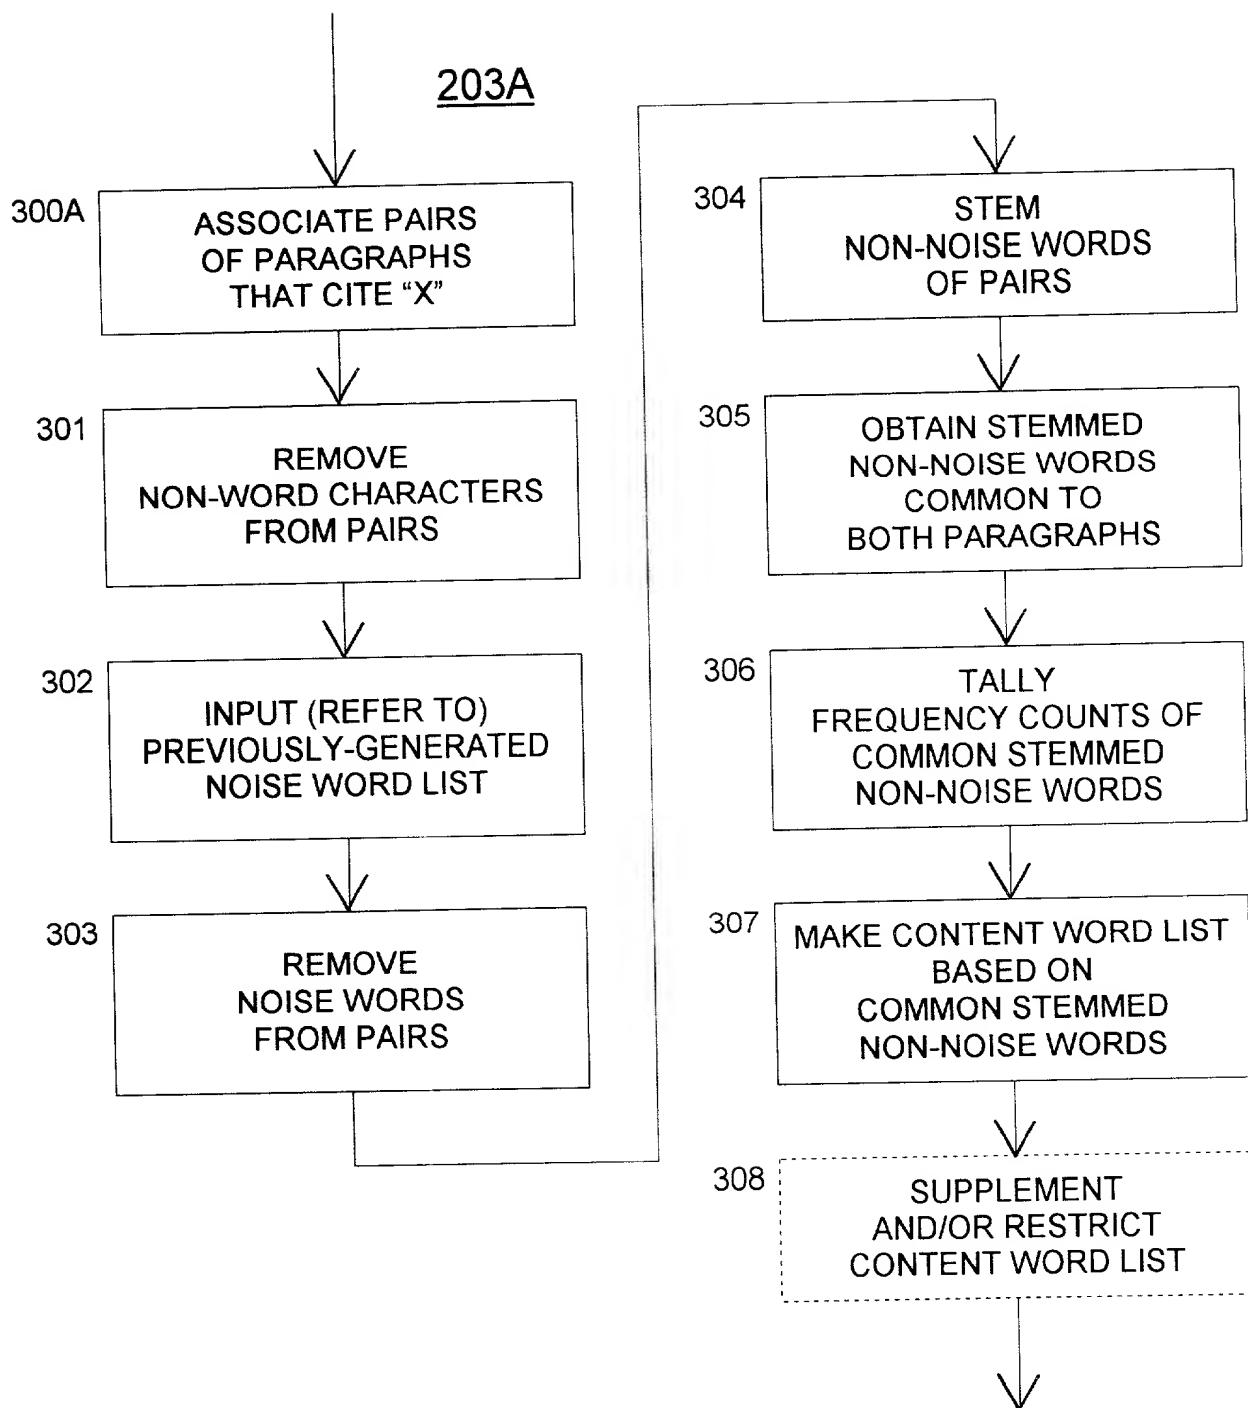 203A
300A
ASSOCIATE PAIRS
OF PARAGRAPHS
THAT CITE “X”
301
REMOVE
NON-WORD CHARACTERS
FROM PAIRS
302
INPUT (REFER TO)
PREVIOUSLY-GENERATED
NOISE WORD LIST
303
REMOVE
NOISE WORDS
FROM PAIRS
304
STEM
NON-NOISE WORDS
OF PAIRS
305
OBTAIN STEMMED
NON-NOISE WORDS
COMMON TO
BOTH PARAGRAPHS
306
TALLY
FREQUENCY COUNTS OF
COMMON STEMMED
NON-NOISE WORDS
307
MAKE CONTENT WORD LIST
BASED ON
COMMON STEMMED
NON-NOISE WORDS
308
SUPPLEMENT
AND/OR RESTRICT
CONTENT WORD LIST